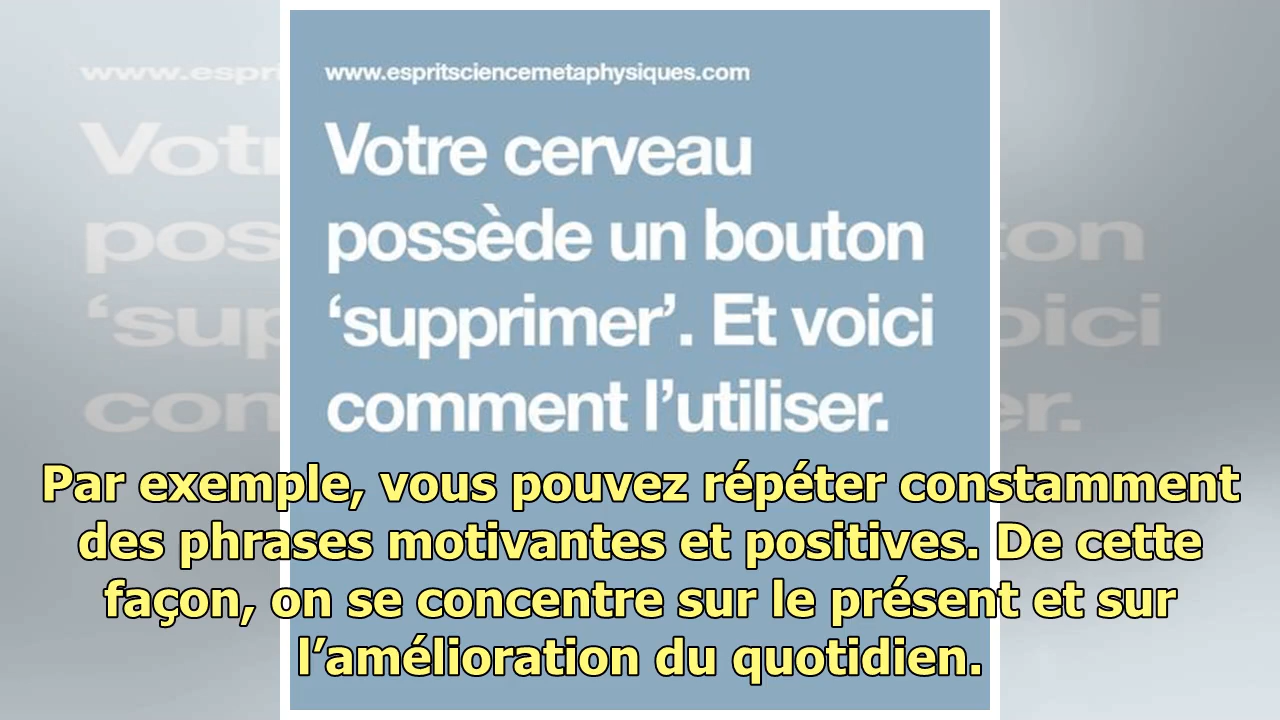 www.espritsciencemetaphysiques.com
Votre cerveau
possède un bouton
‘supprimer’. Et voici
comment l’utiliser.
Par exemple, vous pouvez répéter constamment
des phrases motivantes et positives. De cette
façon, on se concentre sur le présent et sur
l’amélioration du quotidien.